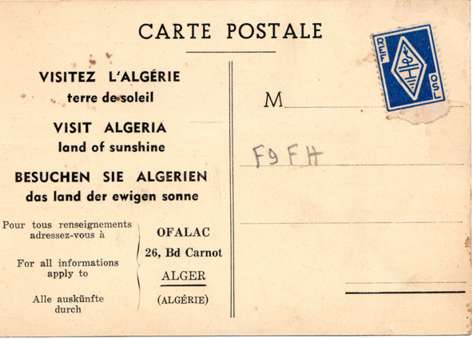 CARTE POSTALE
VISITEZ L'ALGÉRIE
terre de soleil
VISIT ALGERIA
land of sunshine
BESUCHEN SIE ALGERIEN
das land der ewigen sonne
Pour tous renseignements
adressez-vous à
For all informations
apply to
Alle auskünfte
durch
OFALAC
26, Bd Carnot
ALGER
(ALGÉRIE)
REF QSL
M
F9FH